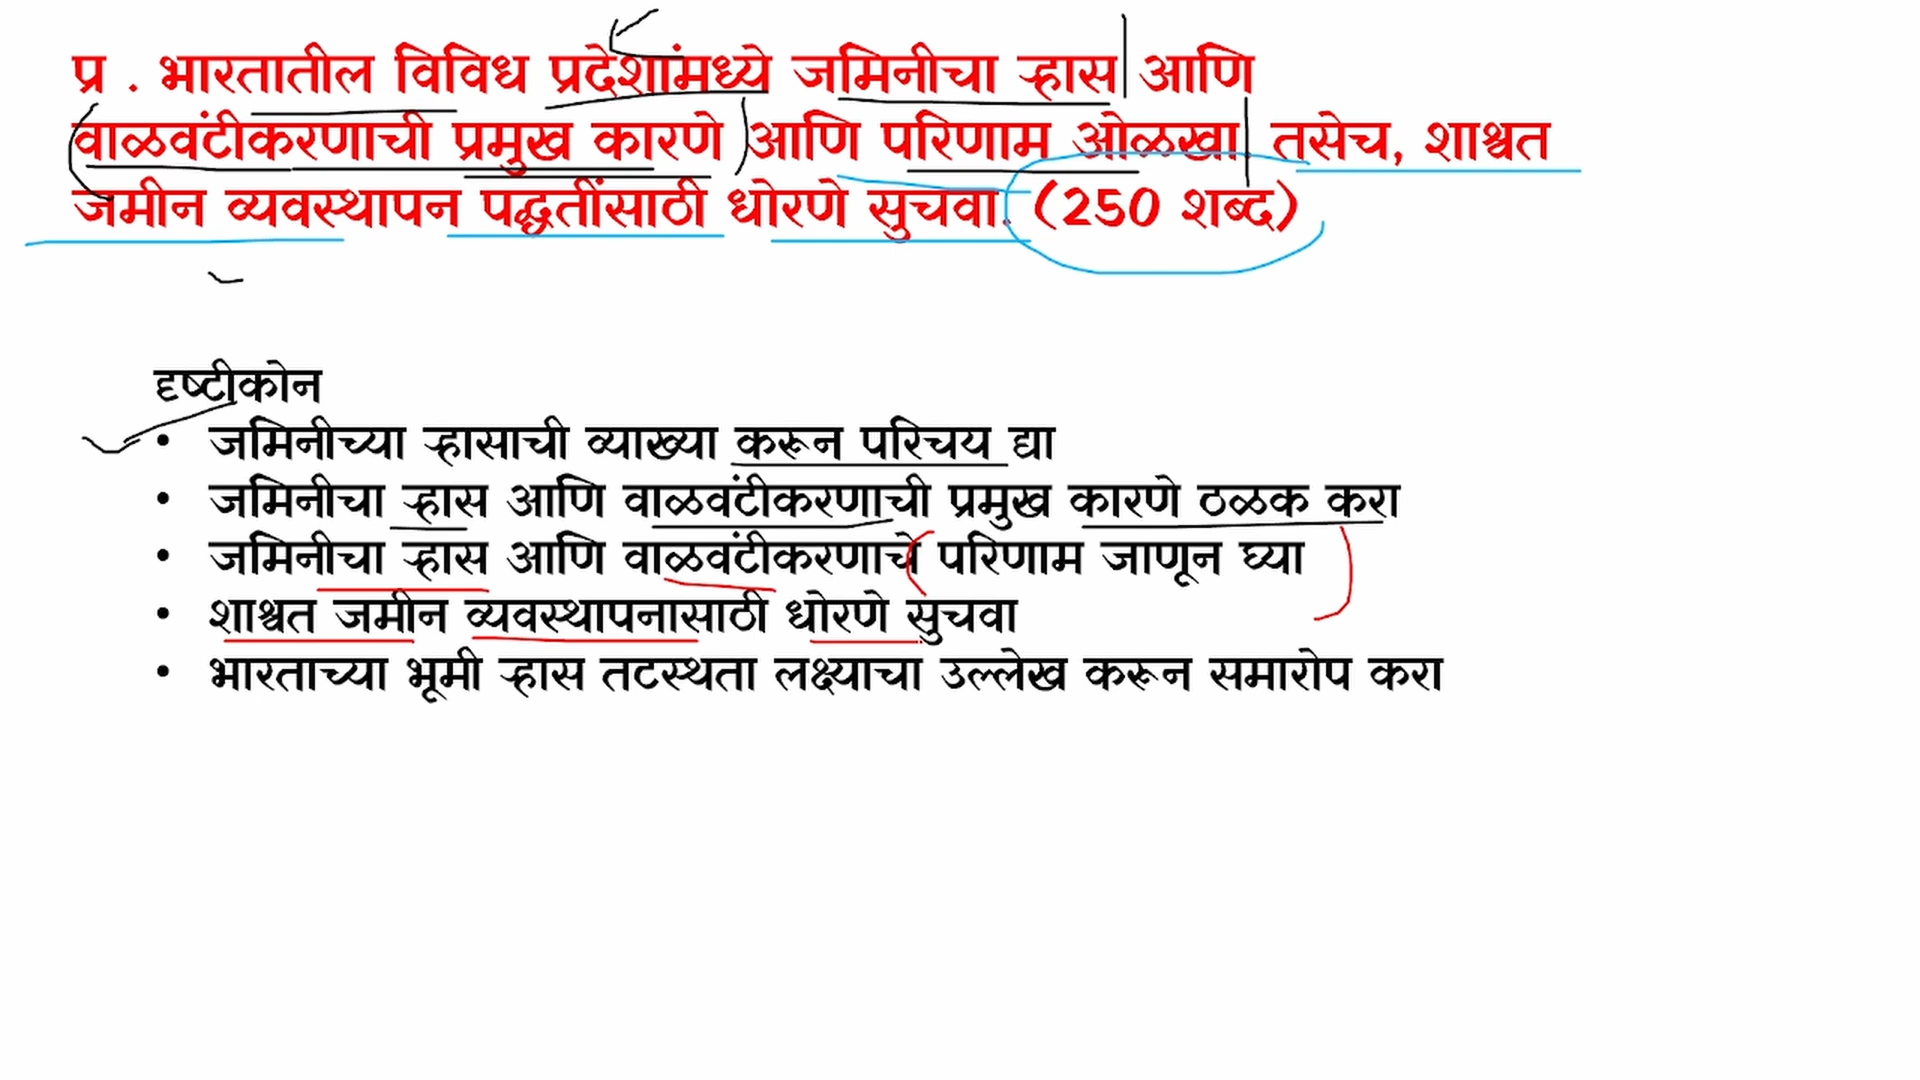 प्र . भारतातील विविध प्रदेशांमध्ये जमिनीचा ऱ्हास आणि
वाळवंटीकरणाची प्रमुख कारणे आणि परिणाम ओळखा. तसेच, शाश्वत
जमीन व्यवस्थापन पद्धतींसाठी धोरणे सुचवा. (250 शब्द)
दृष्टीकोन
• जमिनीच्या ऱ्हासाची व्याख्या करून परिचय द्या
• जमिनीचा ऱ्हास आणि वाळवंटीकरणाची प्रमुख कारणे ठळक करा
• जमिनीचा ऱ्हास आणि वाळवंटीकरणाचे परिणाम जाणून घ्या
• शाश्वत जमीन व्यवस्थापनासाठी धोरणे सुचवा
• भारताच्या भूमी ऱ्हास तटस्थता लक्ष्याचा उल्लेख करून समारोप करा